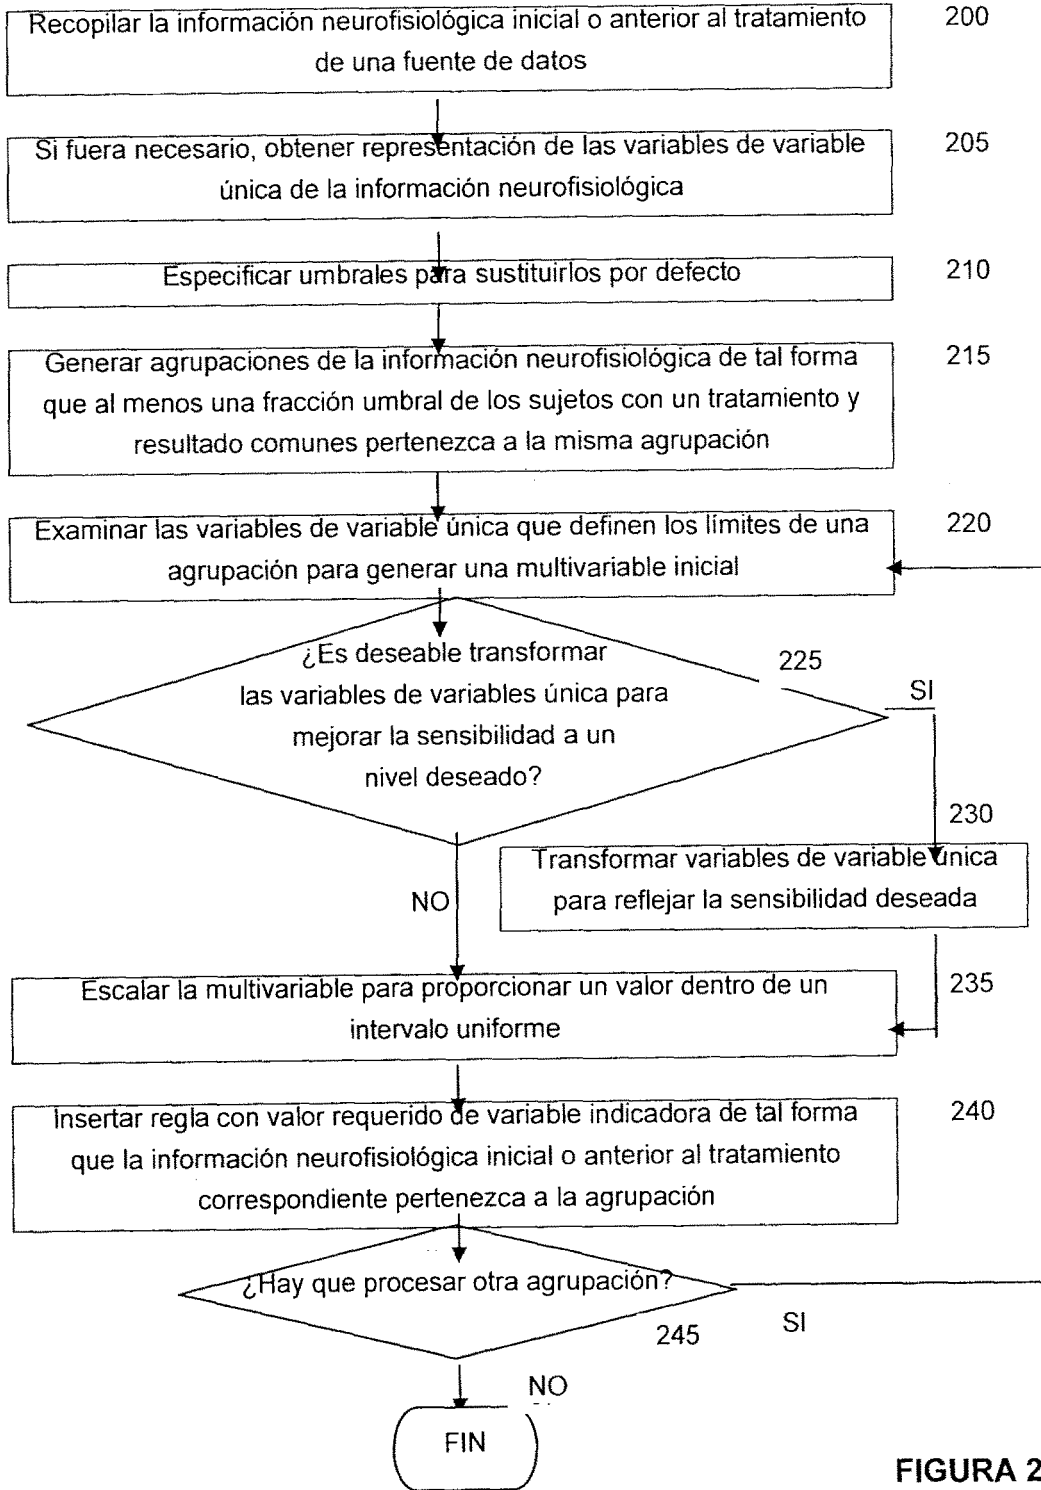 Recopilar la información neurofisiológica inicial o anterior al tratamiento
de una fuente de datos
200
Si fuera necesario, obtener representación de las variables de variable
única de la información neurofisiológica
205
Especificar umbrales para sustituirlos por defecto
210
Generar agrupaciones de la información neurofisiológica de tal forma
que al menos una fracción umbral de los sujetos con un tratamiento y
resultado comunes pertenezca a la misma agrupación
215
Examinar las variables de variable única que definen los límites de una
agrupación para generar una multivariable inicial
220
¿Es deseable transformar
las variables de variables única para
mejorar la sensibilidad a un
nivel deseado?
225
SI
230
Transformar variables de variable única
para reflejar la sensibilidad deseada
NO
Escalar la multivariable para proporcionar un valor dentro de un
intervalo uniforme
235
Insertar regla con valor requerido de variable indicadora de tal forma
que la información neurofisiológica inicial o anterior al tratamiento
correspondiente pertenezca a la agrupación
240
¿Hay que procesar otra agrupación?
245
SI
NO
FIN
FIGURA 2